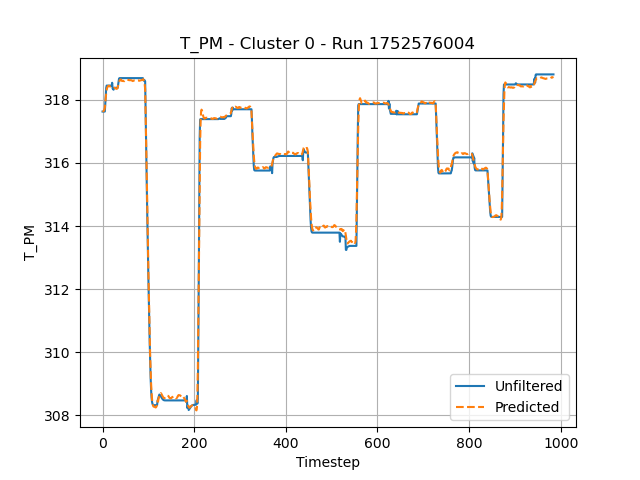 T_PM - Cluster 0 - Run 1752576004
T_PM
318
316
314
312
310
308
0
200
400
600
800
1000
Timestep
Unfiltered
Predicted